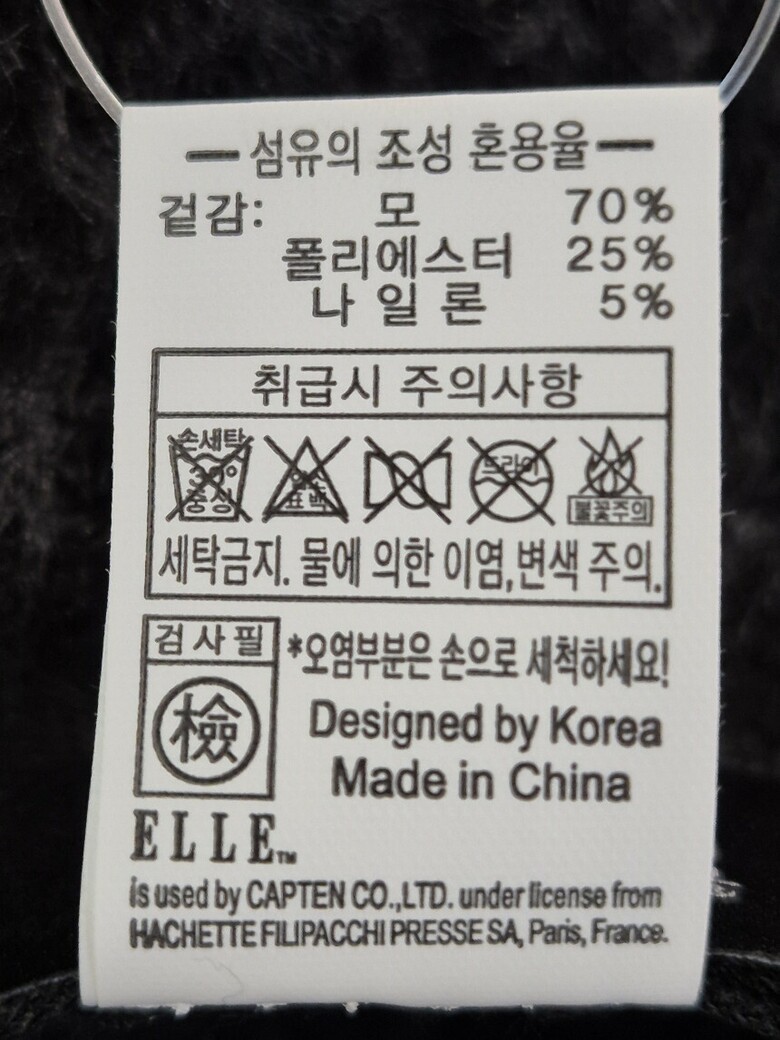 섬유의 조성 혼용율
겉감: 모 70%
폴리에스터 25%
나일론 5%
취급시 주의사항
손세탁
30°
중성
염소
표백
드라이
불꽃주의
세탁금지. 물에 의한 이염,변색 주의.
검사필
檢
*오염부분은 손으로 세척하세요!
Designed by Korea
Made in China
ELLE™
is used by CAPTEN CO.,LTD. under license from
HACHETTE FILIPACCHI PRESSE SA, Paris, France.